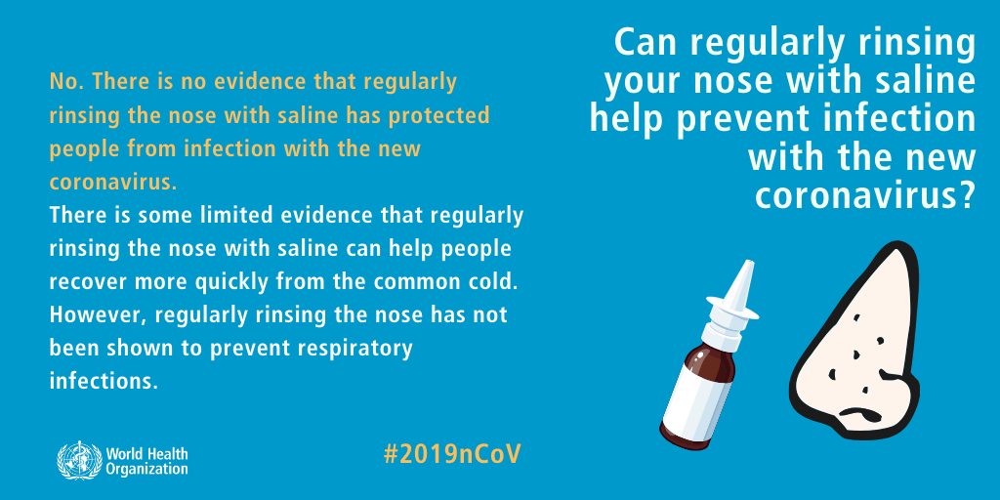 Can regularly rinsing
your nose with saline
help prevent infection
with the new
coronavirus?
No. There is no evidence that regularly
rinsing the nose with saline has protected
people from infection with the new
coronavirus.
There is some limited evidence that regularly
rinsing the nose with saline can help people
recover more quickly from the common cold.
However, regularly rinsing the nose has not
been shown to prevent respiratory
infections.
World Health
Organization
#2019nCoV